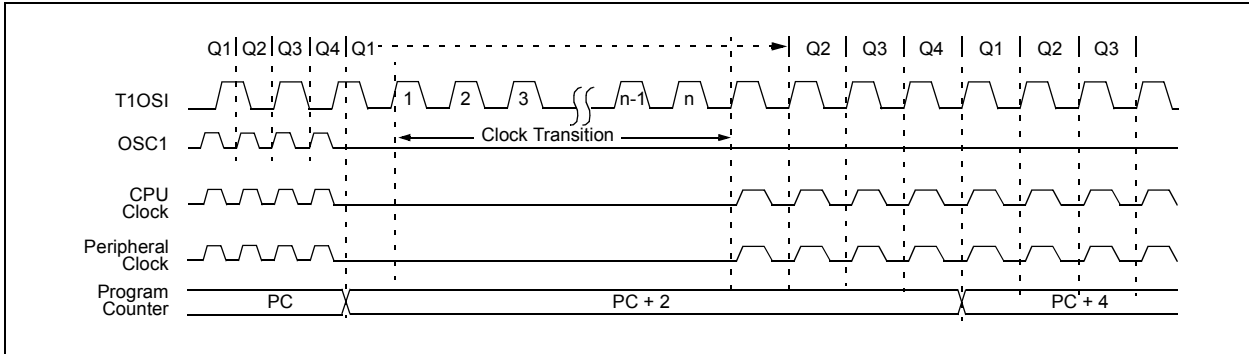 Q1 Q2 Q3 Q4 Q1 Q2 Q3 Q4 Q1 Q2 Q3
T1OSI 1 2 3 n-1 n
Clock Transition
OSC1
CPU
Clock
Peripheral
Clock
Program
Counter
PC PC + 2 PC + 4